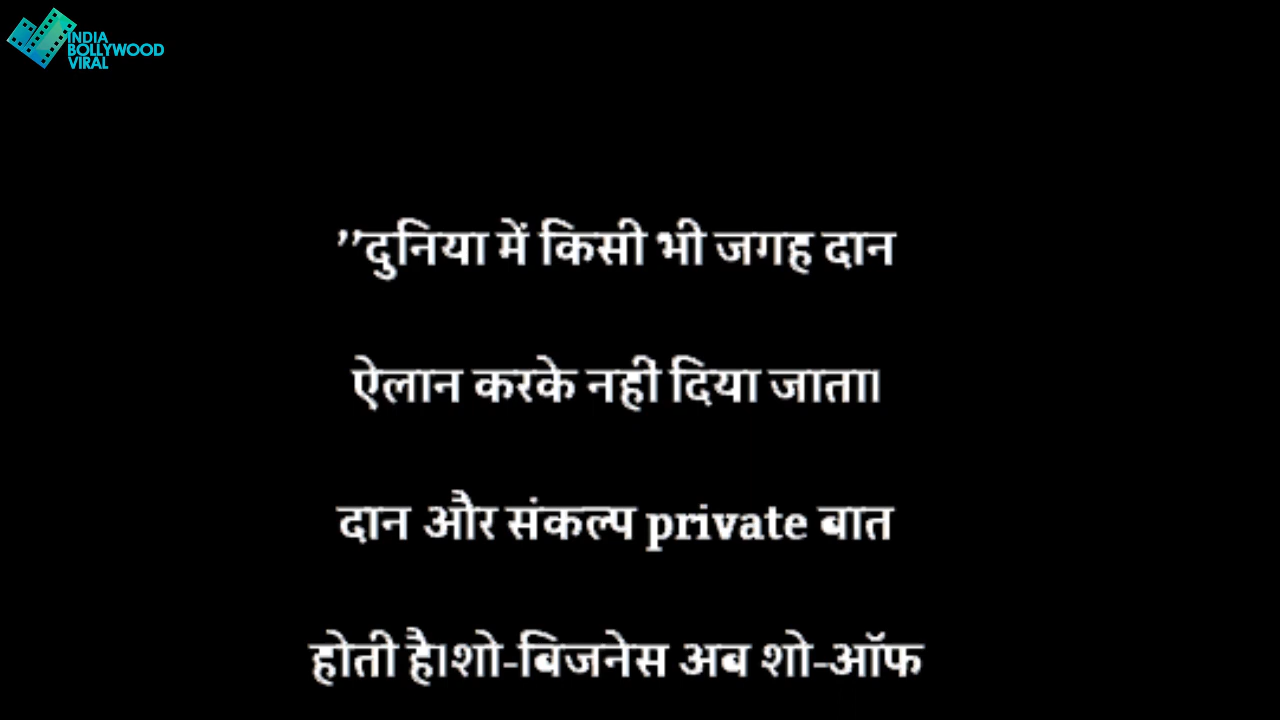 INDIA
BOLLYWOOD
VIRAL
’’दुनिया में किसी भी जगह दान
ऐलान करके नहीं दिया जाता।
दान और संकल्प private बात
होती है।शो-बिजनेस अब शो-ऑफ